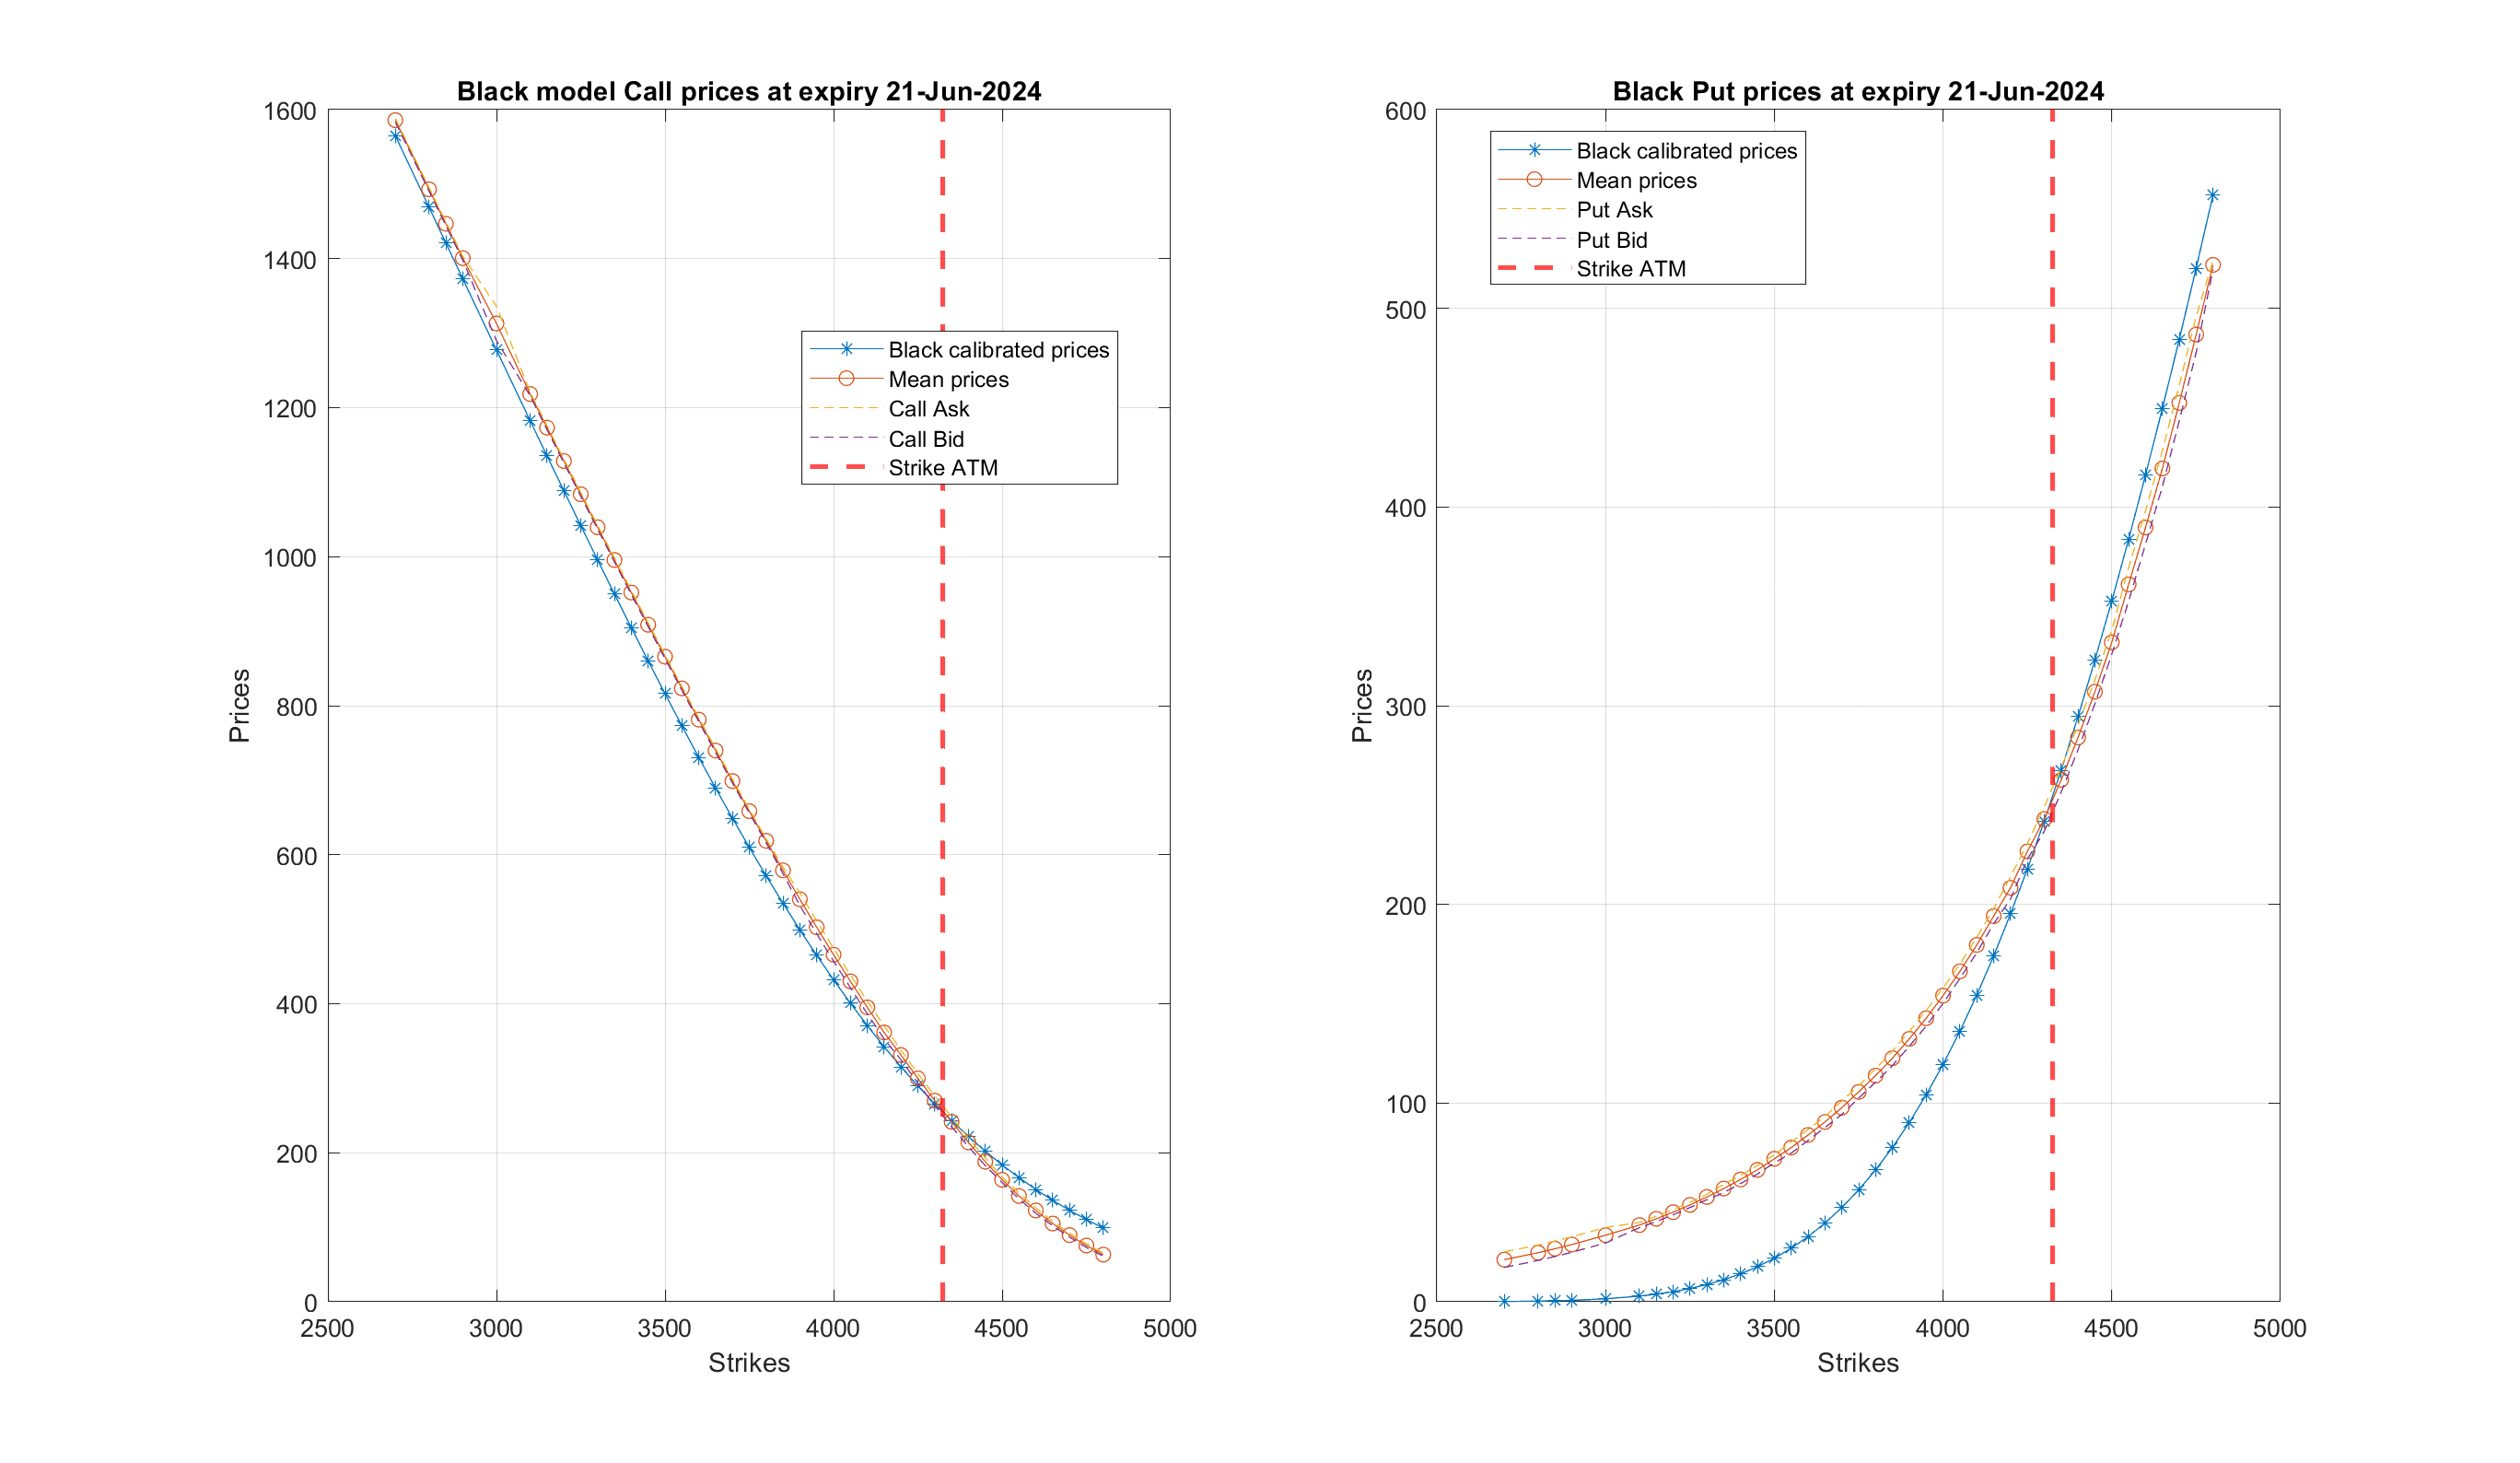 Black model Call prices at expiry 21-Jun-2024
1600
1400
1200
1000
800
600
400
200
0
Prices
2500 3000 3500 4000 4500 5000
Strikes
Black calibrated prices
Mean prices
Call Ask
Call Bid
Strike ATM
Black Put prices at expiry 21-Jun-2024
600
500
400
300
200
100
0
Prices
2500 3000 3500 4000 4500 5000
Strikes
Black calibrated prices
Mean prices
Put Ask
Put Bid
Strike ATM